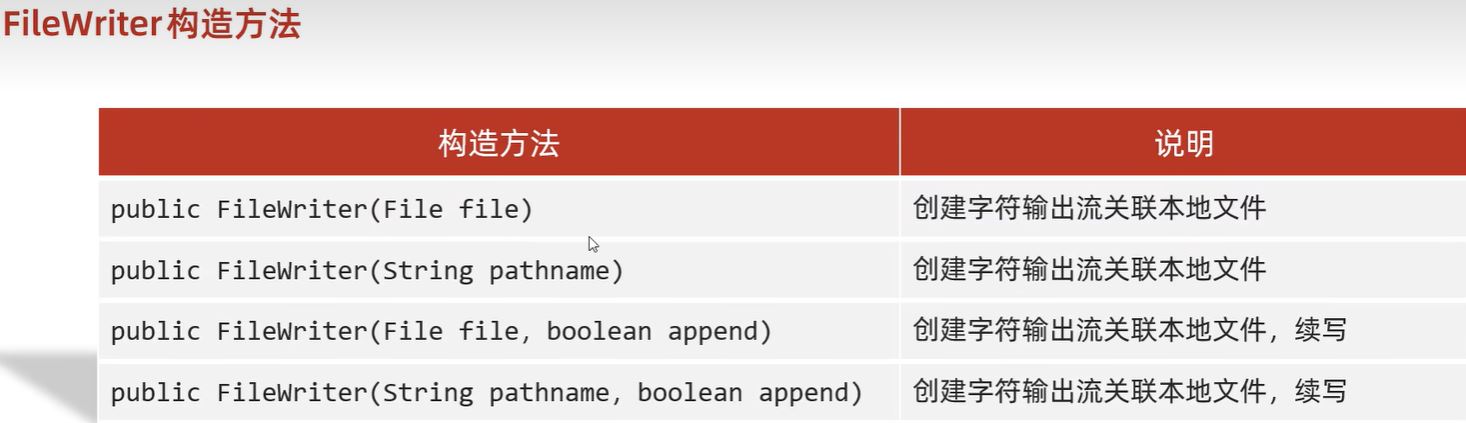 FileWriter构造方法
构造方法 说明
public FileWriter(File file) 创建字符输出流关联本地文件
public FileWriter(String pathname) 创建字符输出流关联本地文件
public FileWriter(File file, boolean append) 创建字符输出流关联本地文件，续写
public FileWriter(String pathname, boolean append) 创建字符输出流关联本地文件，续写